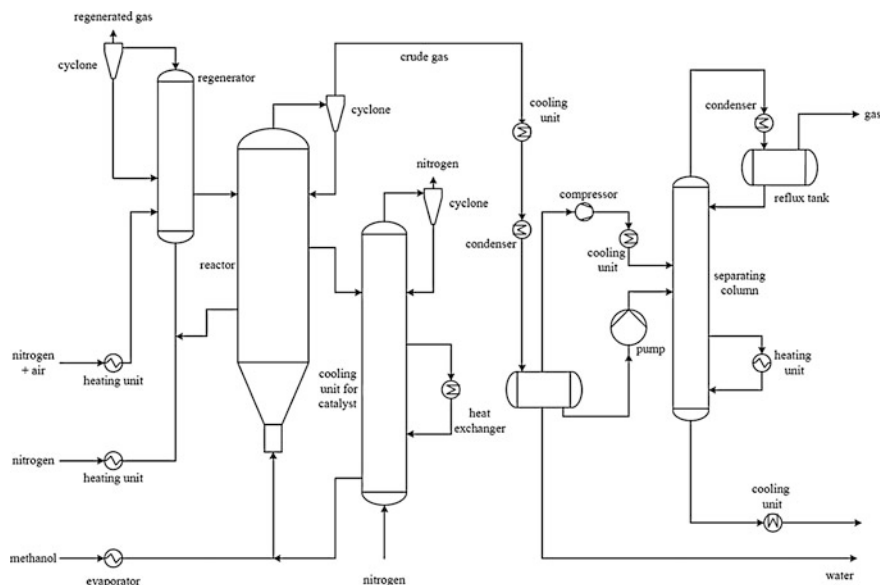 regenerated gas
cyclone
regenerator
crude gas
cyclone
cooling
unit
condenser
gas
reflux tank
nitrogen
cyclone
compressor
condenser
cooling
unit
separating
column
reactor
pump
heating
unit
nitrogen
+ air
heating unit
cooling
unit for
catalyst
heat
exchanger
nitrogen
heating unit
cooling
unit
methanol
evaporator
nitrogen
water